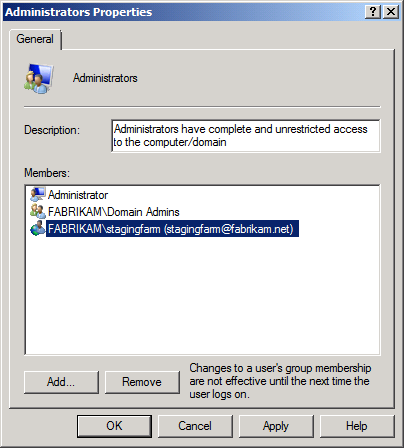 Administrators Properties
General
Administrators
Description:
Administrators have complete and unrestricted access
to the computer/domain
Members:
Administrator
FABRIKAM\Domain Admins
FABRIKAM\stagingfarm (stagingfarm@fabrikam.net)
Add...
Remove
Changes to a user's group membership
are not effective until the next time the
user logs on.
OK
Cancel
Apply
Help